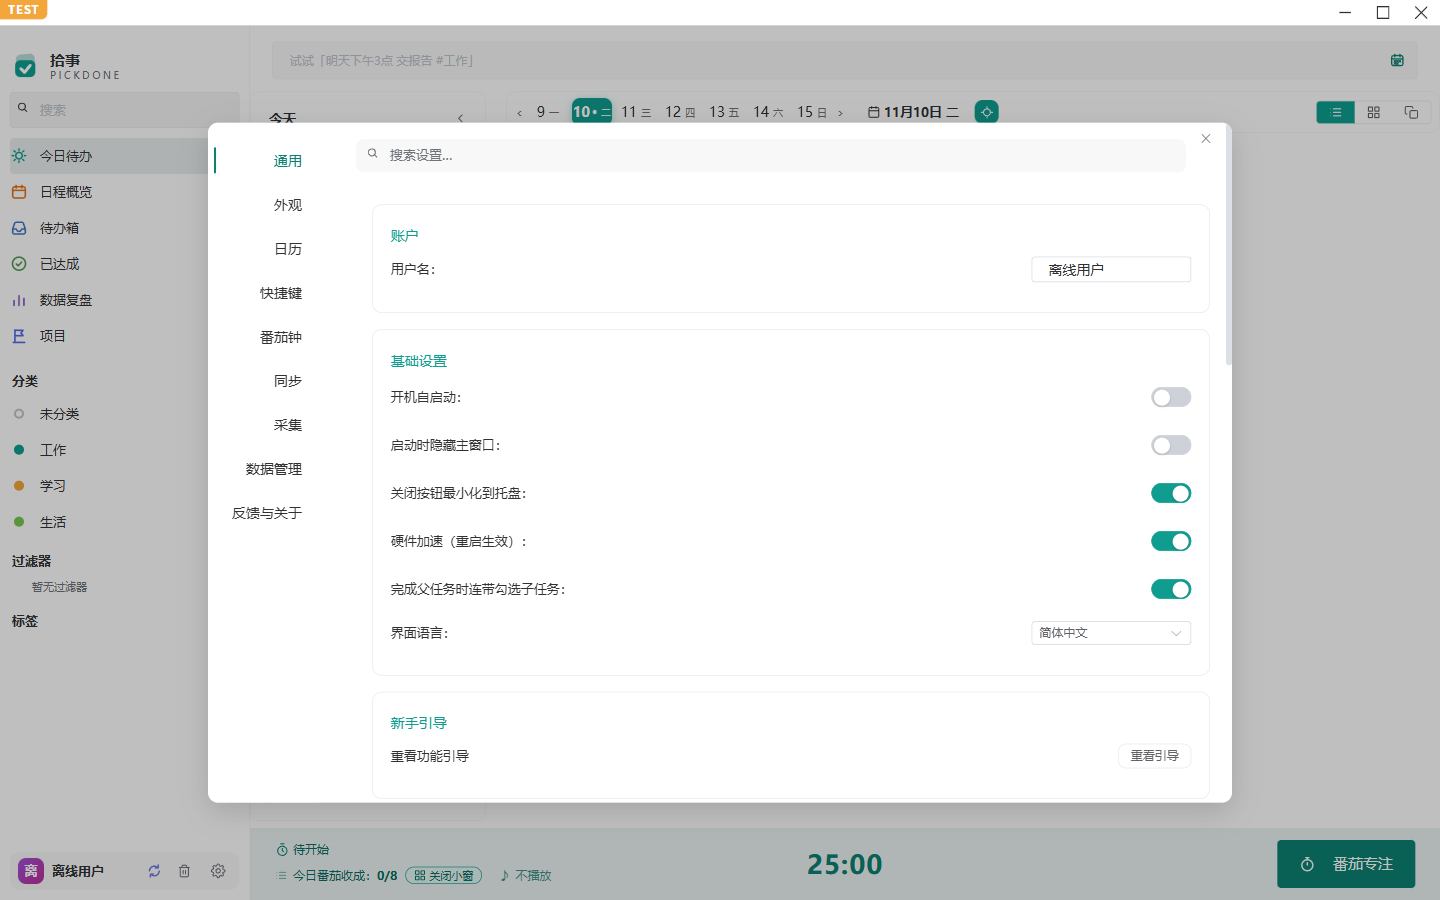 TEST
拾事
PICKDONE
搜索
今日待办
日程概览
待办箱
已达成
数据复盘
项目
分类
未分类
工作
学习
生活
过滤器
暂无过滤器
标签
离 离线用户
试试「明天下午3点 交报告 #工作」
今天
9 一 10 二 11 三 12 四 13 五 14 六 15 日 11月10日 二
通用
外观
日历
快捷键
番茄钟
同步
采集
数据管理
反馈与关于
搜索设置...
账户
用户名: 离线用户
基础设置
开机自启动:
启动时隐藏主窗口:
关闭按钮最小化到托盘:
硬件加速（重启生效）:
完成父任务时连带勾选子任务:
界面语言: 简体中文
新手引导
重看功能引导 重看引导
待开始
今日番茄收成: 0/8 关闭小窗 不播放
25:00
番茄专注